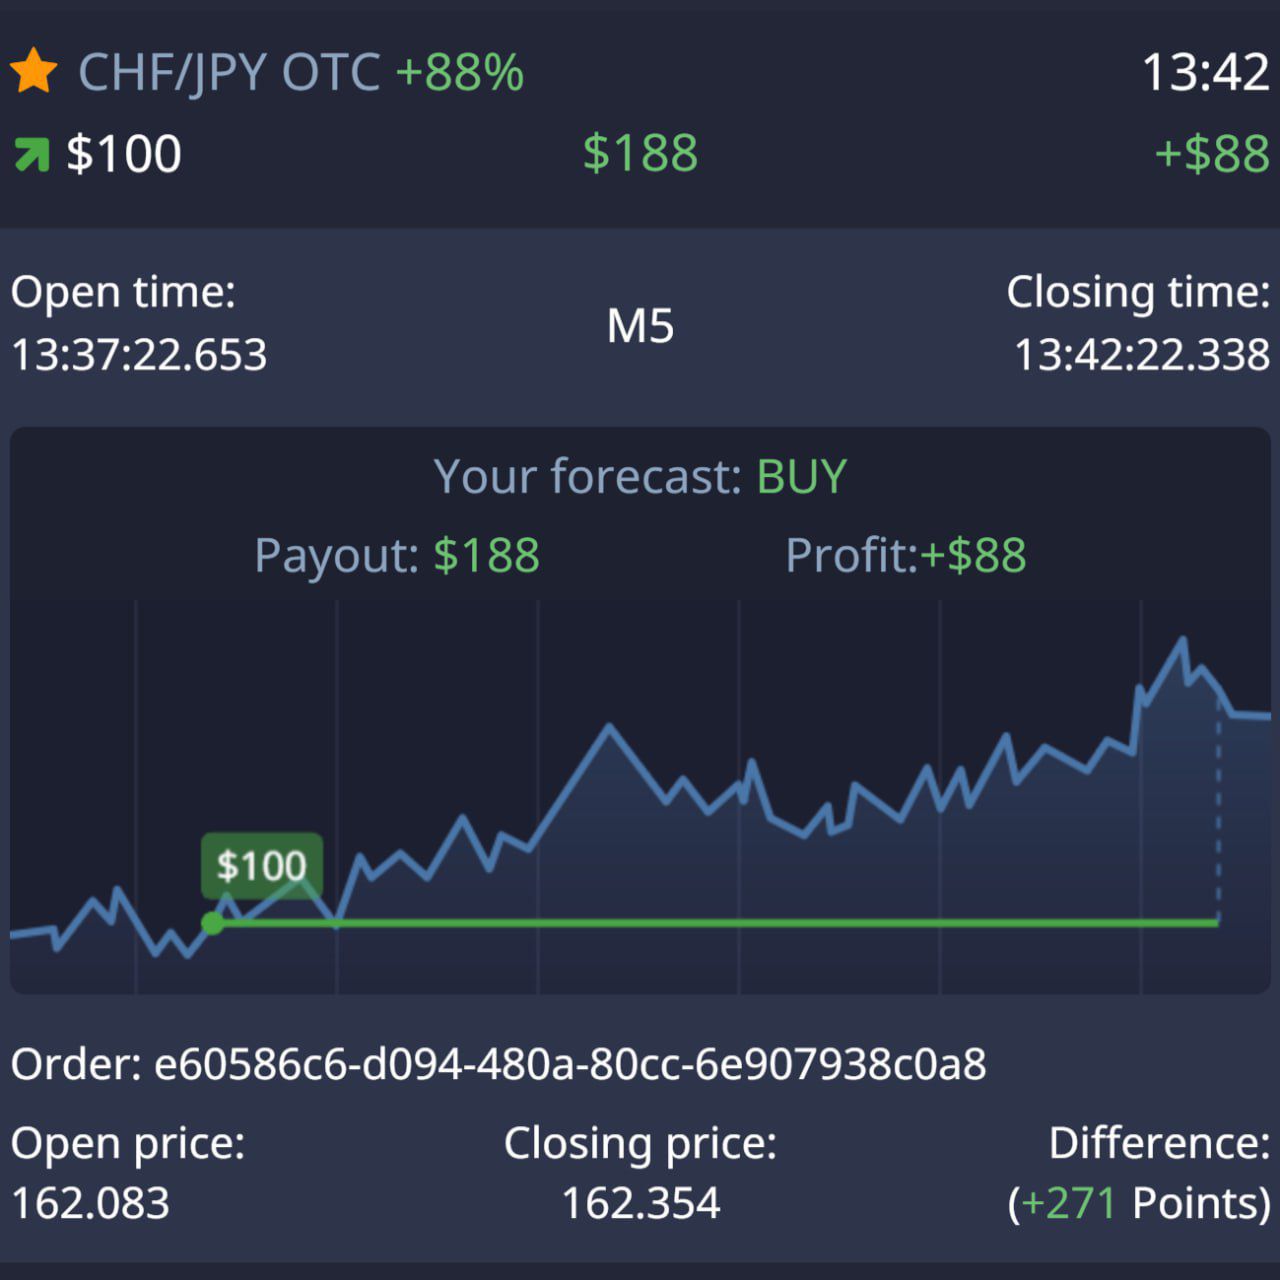 CHF/JPY OTC +88% 13:42
$100 $188 +$88
Open time: Closing time:
M5
13:37:22.653 13:42:22.338
Your forecast: BUY
Payout: $188 Profit:+$88
$100
Order: e60586c6-d094-480a-80cc-6e907938c0a8
Open price: Closing price: Difference:
162.083 162.354 (+271 Points)